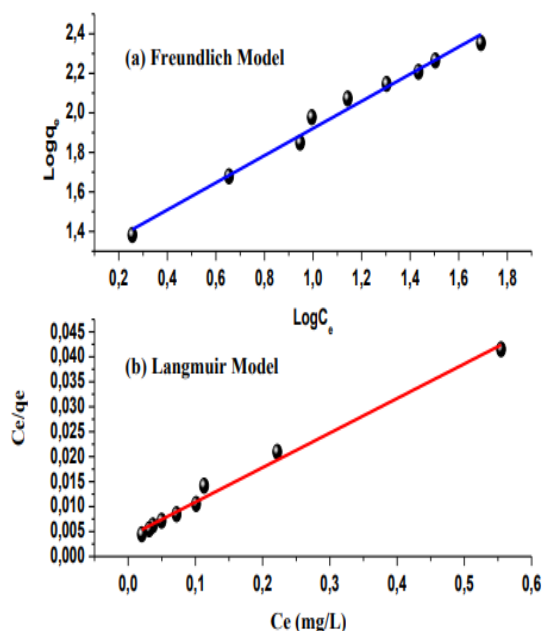 2,4
(a) Freundlich Model
2,2
2,0
1,8
1,6
1,4
Logqe
0,2 0,4 0,6 0,8 1,0 1,2 1,4 1,6 1,8
LogCe
0,045
(b) Langmuir Model
0,040
0,035
0,030
0,025
0,020
0,015
0,010
0,005
0,000
Ce/qe
0,0 0,1 0,2 0,3 0,4 0,5 0,6
Ce (mg/L)